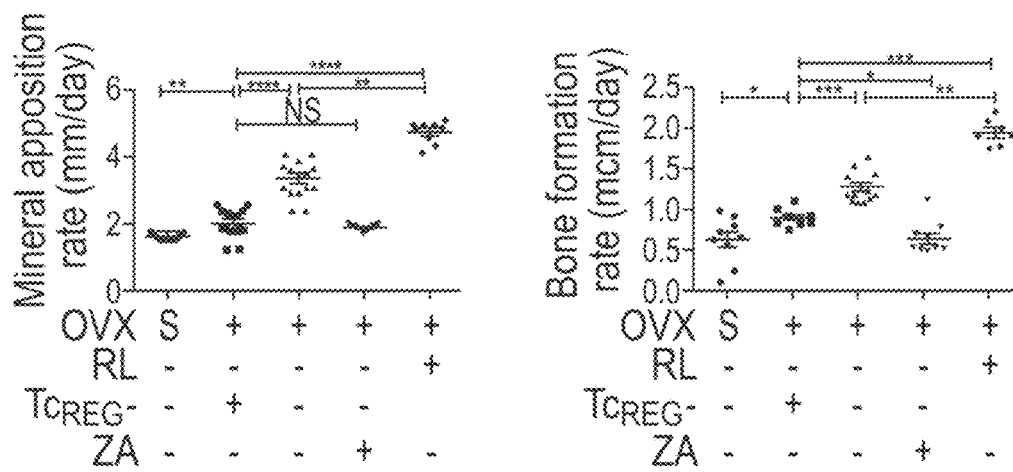 Mineral apposition
rate (mm/day)
****
** **** **
NS
6
4
2
0
OVX S + + + +
RL - - - - +
TcREG- - + - -
ZA - - - + -
Bone formation
rate (mcm/day)
***
*
* *** **
2.5
2.0
1.5
1.0
0.5
0.0
OVX S + + + +
RL - - - - +
TcREG- - + - -
ZA - - - + -